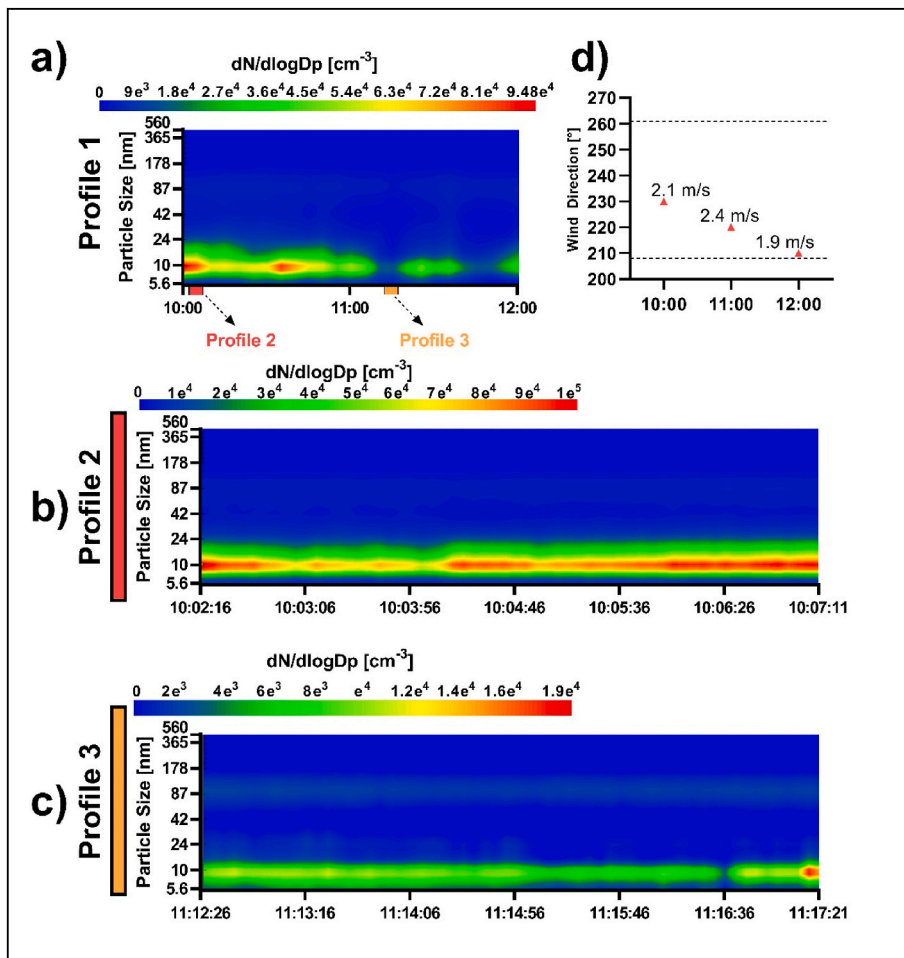 a)
dN/dlogDp [cm⁻³]
0 9e³ 1.8e⁴ 2.7e⁴ 3.6e⁴ 4.5e⁴ 5.4e⁴ 6.3e⁴ 7.2e⁴ 8.1e⁴ 9.48e⁴
Profile 1
Particle Size [nm]
560
365
178
87
42
24
10
5.6
10:00 11:00 12:00
Profile 2 Profile 3
d)
Wind Direction [°]
270
260
250
240
230
220
210
200
2.1 m/s
2.4 m/s
1.9 m/s
10:00 11:00 12:00
b)
Profile 2
dN/dlogDp [cm⁻³]
0 1e⁴ 2e⁴ 3e⁴ 4e⁴ 5e⁴ 6e⁴ 7e⁴ 8e⁴ 9e⁴ 1e⁵
Particle Size [nm]
560
365
178
87
42
24
10
5.6
10:02:16 10:03:06 10:03:56 10:04:46 10:05:36 10:06:26 10:07:11
c)
Profile 3
dN/dlogDp [cm⁻³]
0 2e³ 4e³ 6e³ 8e³ e⁴ 1.2e⁴ 1.4e⁴ 1.6e⁴ 1.9e⁴
Particle Size [nm]
560
365
178
87
42
24
10
5.6
11:12:26 11:13:16 11:14:06 11:14:56 11:15:46 11:16:36 11:17:21